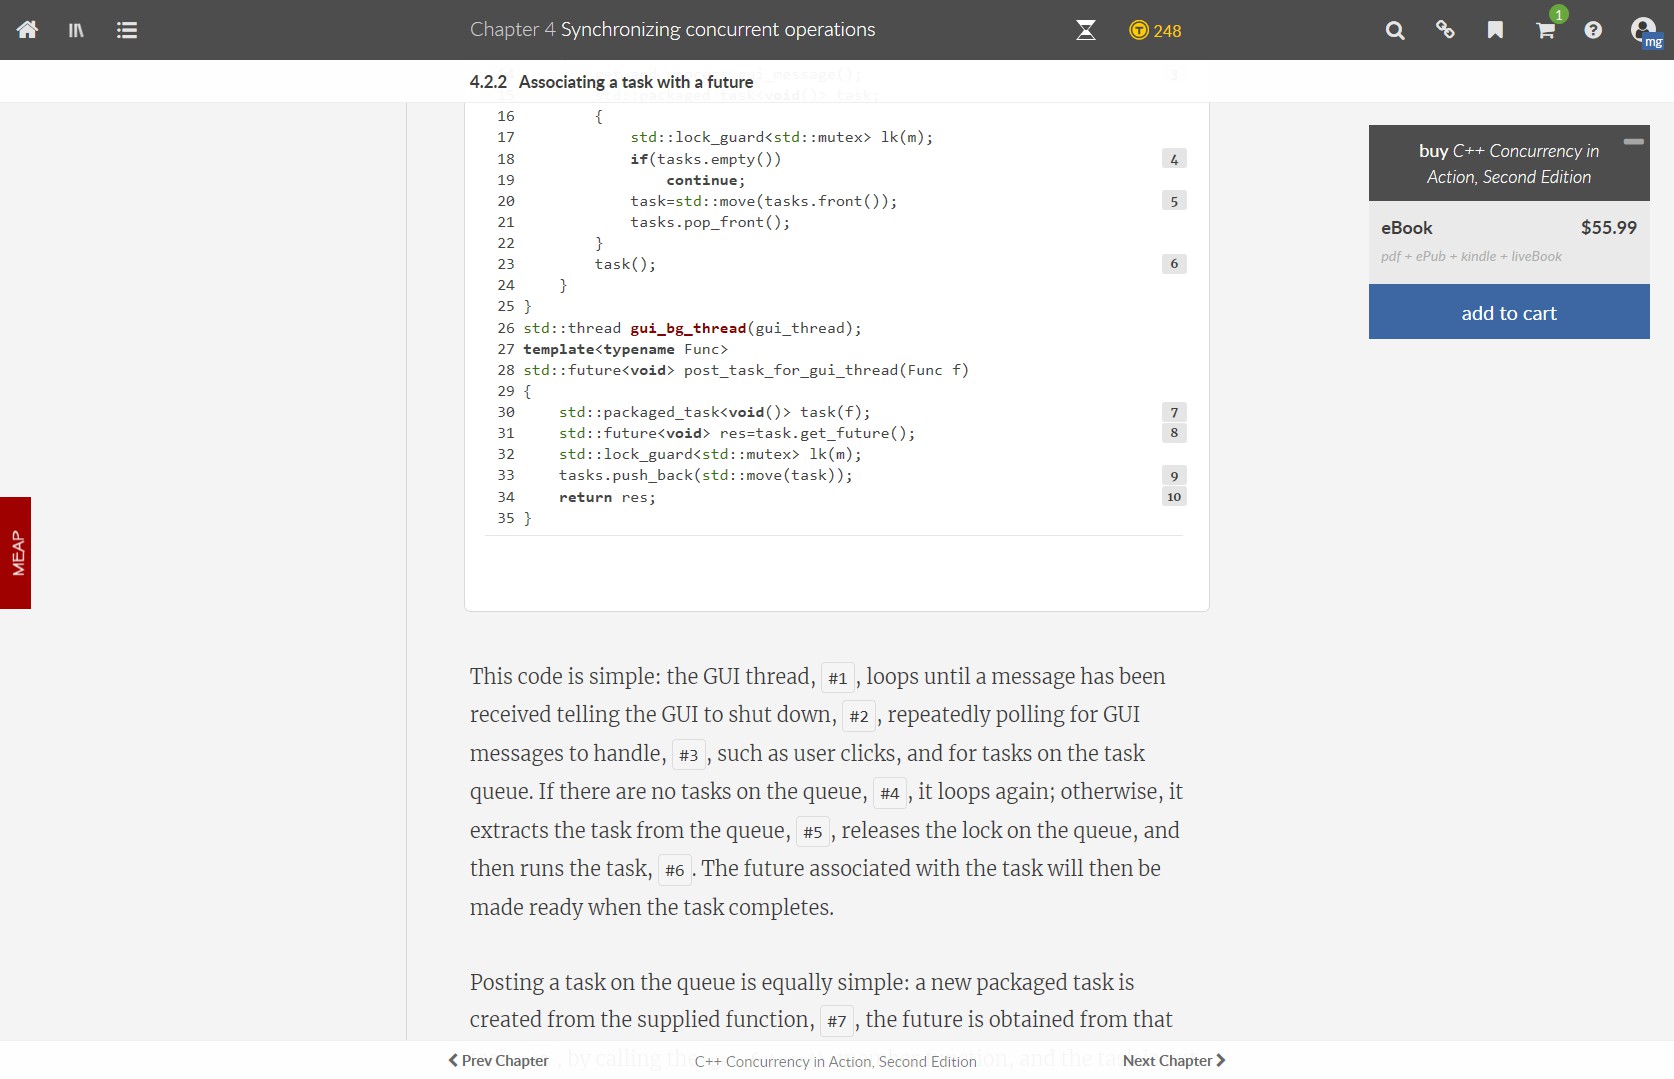 Chapter 4 Synchronizing concurrent operations
248
1
mg
4.2.2 Associating a task with a future
16 {
17 std::lock_guard<std::mutex> lk(m);
18 if(tasks.empty()) 4
19 continue;
20 task=std::move(tasks.front()); 5
21 tasks.pop_front();
22 }
23 task(); 6
24 }
25 }
26 std::thread gui_bg_thread(gui_thread);
27 template<typename Func>
28 std::future<void> post_task_for_gui_thread(Func f)
29 {
30 std::packaged_task<void()> task(f); 7
31 std::future<void> res=task.get_future(); 8
32 std::lock_guard<std::mutex> lk(m);
33 tasks.push_back(std::move(task)); 9
34 return res; 10
35 }
buy C++ Concurrency in
Action, Second Edition
eBook $55.99
pdf + ePub + kindle + liveBook
add to cart
MEAP
This code is simple: the GUI thread, #1 , loops until a message has been
received telling the GUI to shut down, #2 , repeatedly polling for GUI
messages to handle, #3 , such as user clicks, and for tasks on the task
queue. If there are no tasks on the queue, #4 , it loops again; otherwise, it
extracts the task from the queue, #5 , releases the lock on the queue, and
then runs the task, #6 . The future associated with the task will then be
made ready when the task completes.
Posting a task on the queue is equally simple: a new packaged task is
created from the supplied function, #7 , the future is obtained from that
Prev Chapter C++ Concurrency in Action, Second Edition Next Chapter